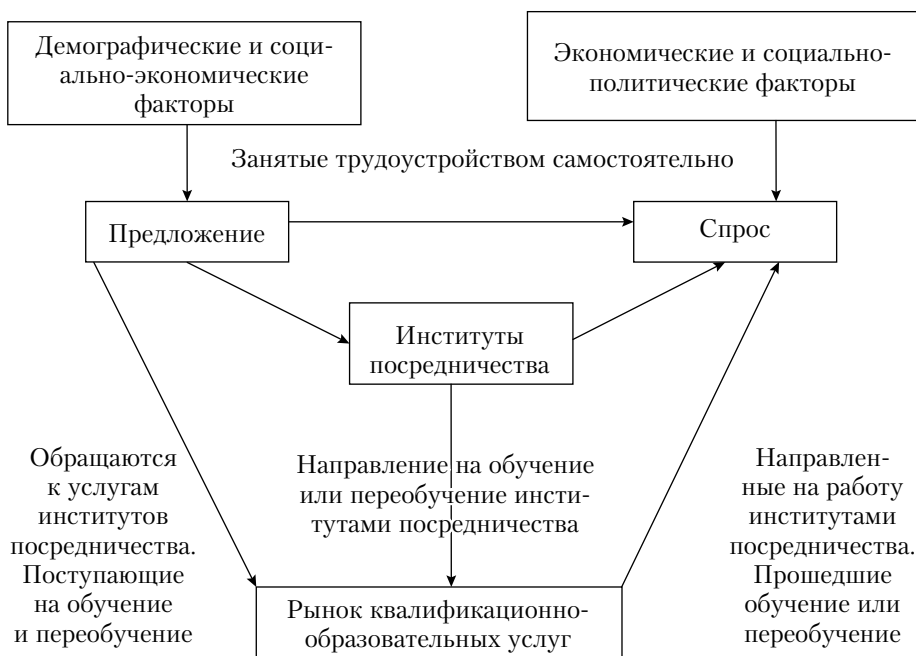 Демографические и соци-
ально-экономические
факторы
Экономические и социально-
политические факторы
Занятые трудоустройством самостоятельно
Предложение
Спрос
Институты
посредничества
Обращаются
к услугам
институтов
посредничества.
Поступающие
на обучение
и переобучение
Направление на обучение
или переобучение инсти-
тутами посредничества
Направлен-
ные на работу
институтами
посредничества.
Прошедшие
обучение или
переобучение
Рынок квалификационно-
образовательных услуг